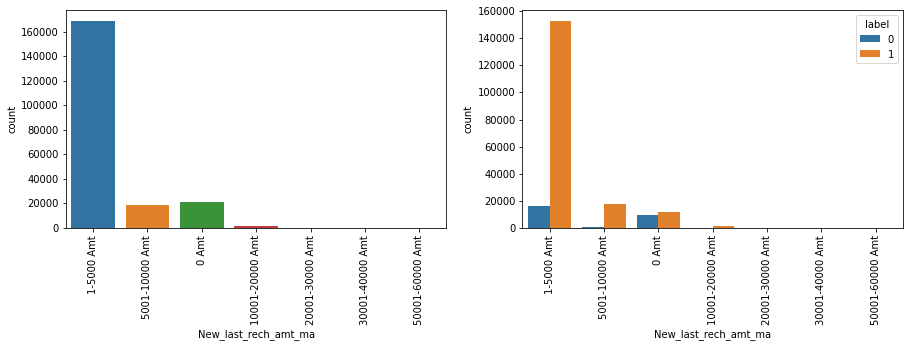 160000
140000
120000
100000
80000
60000
40000
20000
0
count
1-5000 Amt
5001-10000 Amt
0 Amt
10001-20000 Amt
20001-30000 Amt
30001-40000 Amt
50001-60000 Amt
New_last_rech_amt_ma
160000
140000
120000
100000
80000
60000
40000
20000
0
count
label
0
1
1-5000 Amt
5001-10000 Amt
0 Amt
10001-20000 Amt
20001-30000 Amt
30001-40000 Amt
50001-60000 Amt
New_last_rech_amt_ma